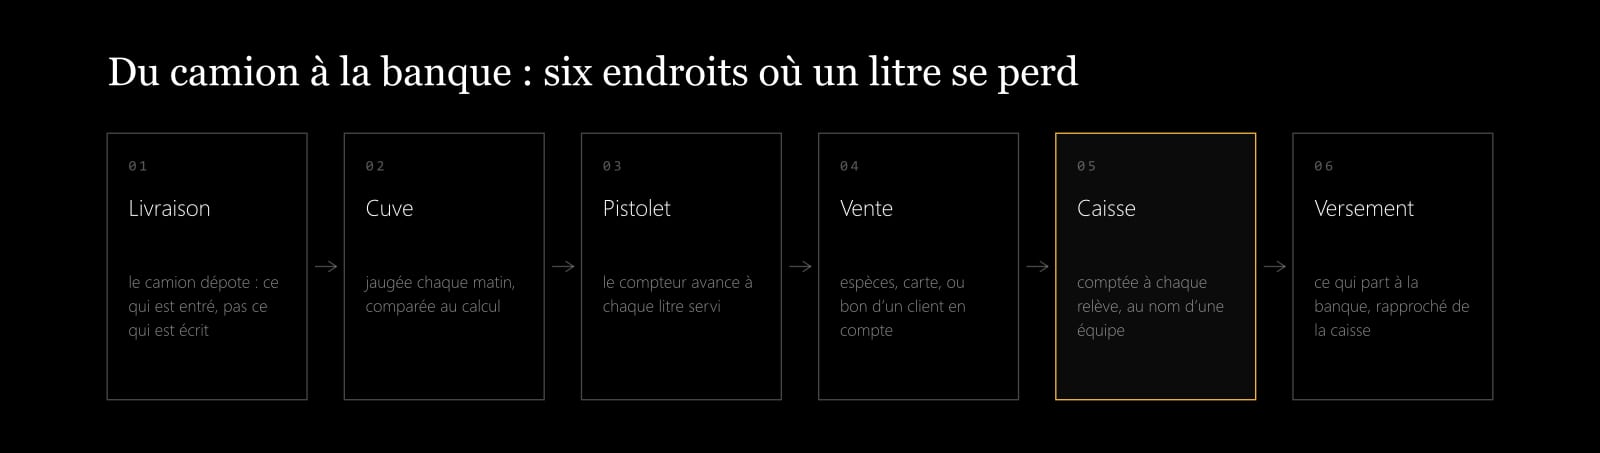 Du camion à la banque : six endroits où un litre se perd
01
Livraison
le camion dépote : ce
qui est entré, pas ce
qui est écrit
02
Cuve
jaugée chaque matin,
comparée au calcul
03
Pistolet
le compteur avance à
chaque litre servi
04
Vente
espèces, carte, ou
bon d’un client en
compte
05
Caisse
comptée à chaque
relève, au nom d’une
équipe
06
Versement
ce qui part à la
banque, rapproché de
la caisse